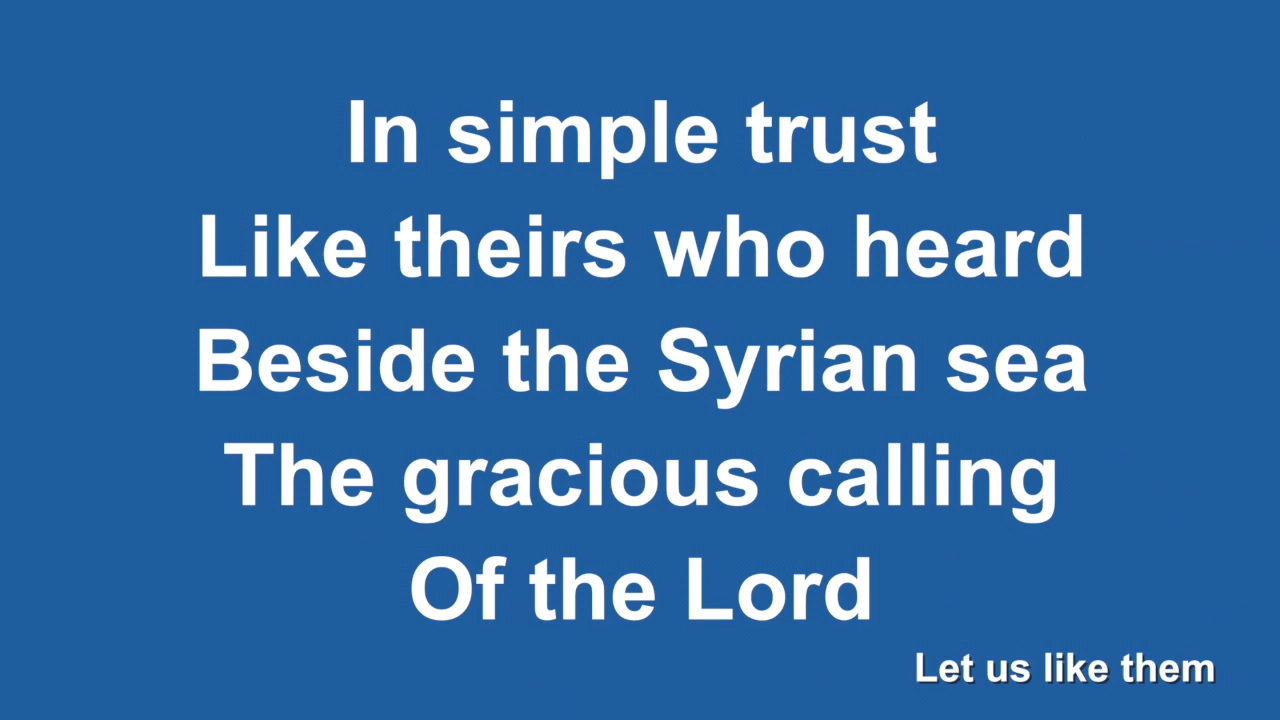 In simple trust
Like theirs who heard
Beside the Syrian sea
The gracious calling
Of the Lord
Let us like them